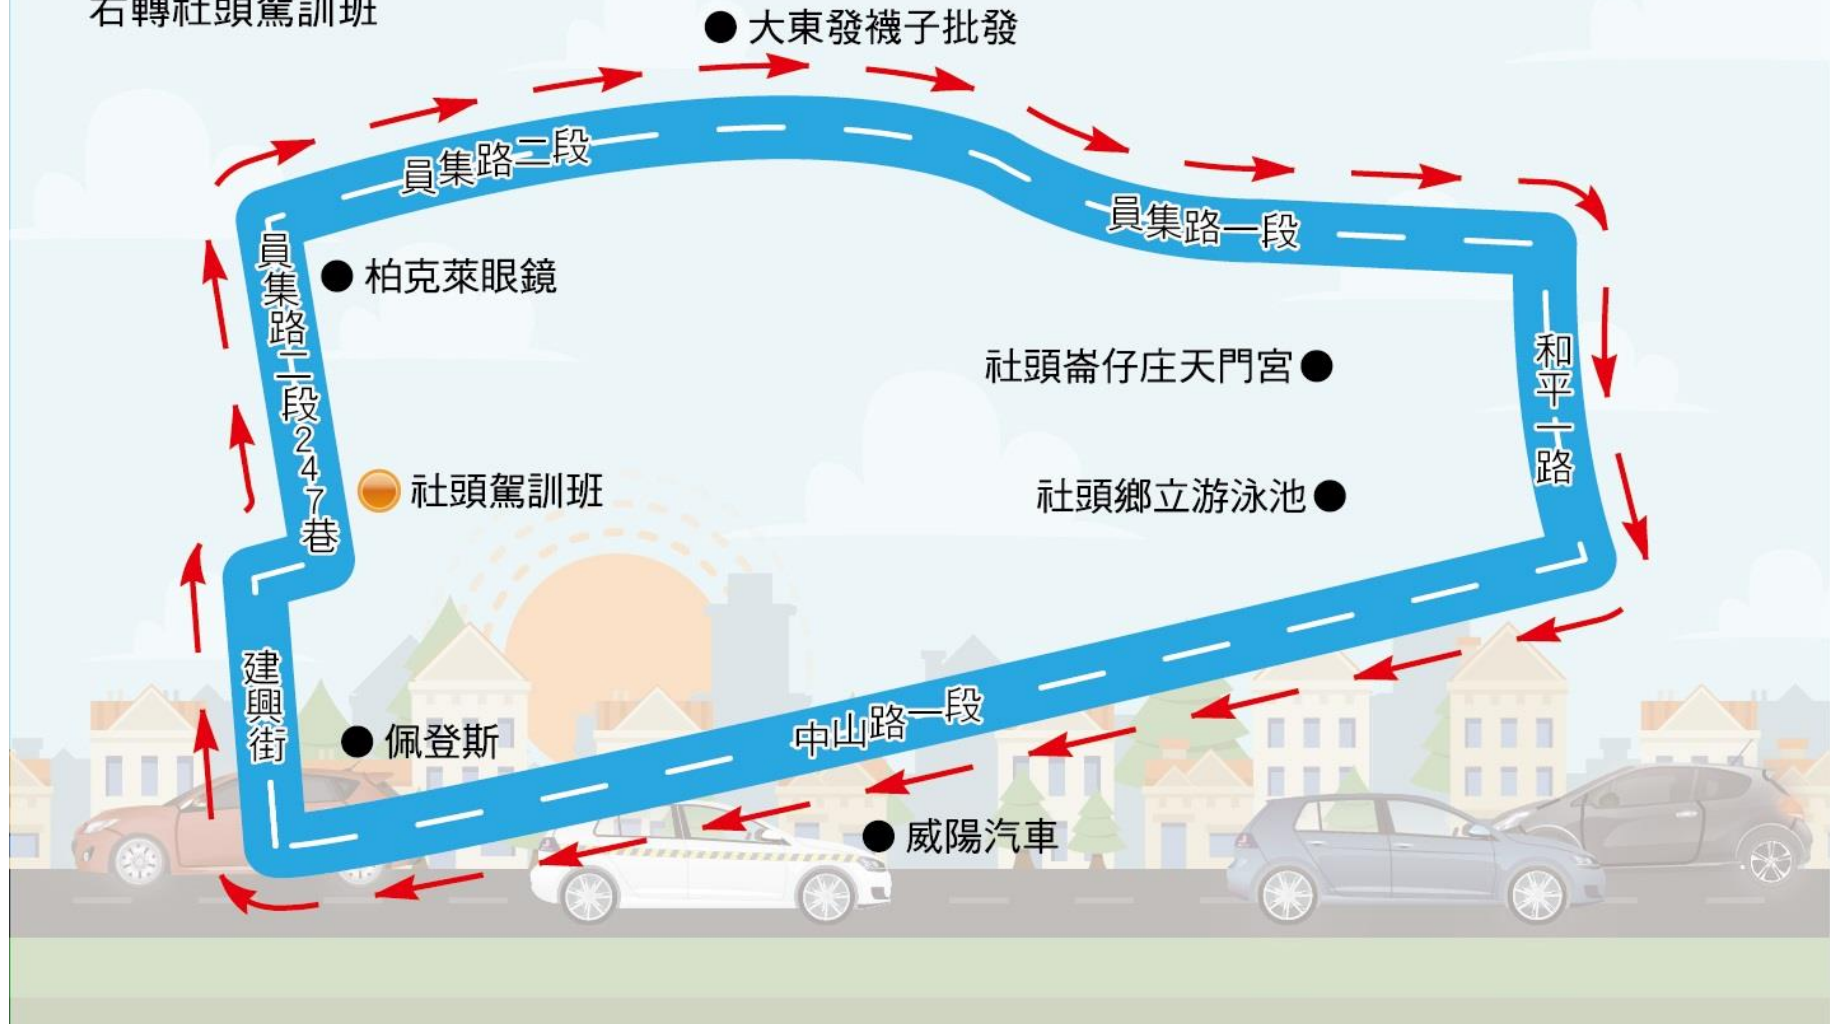 右轉社頭駕訓班
大東發襪子批發
員集路二段
員集路一段
員集路二段247巷
柏克萊眼鏡
社頭崙仔庄天門宮
和平一路
社頭駕訓班
社頭鄉立游泳池
建興街
中山路一段
佩登斯
威陽汽車